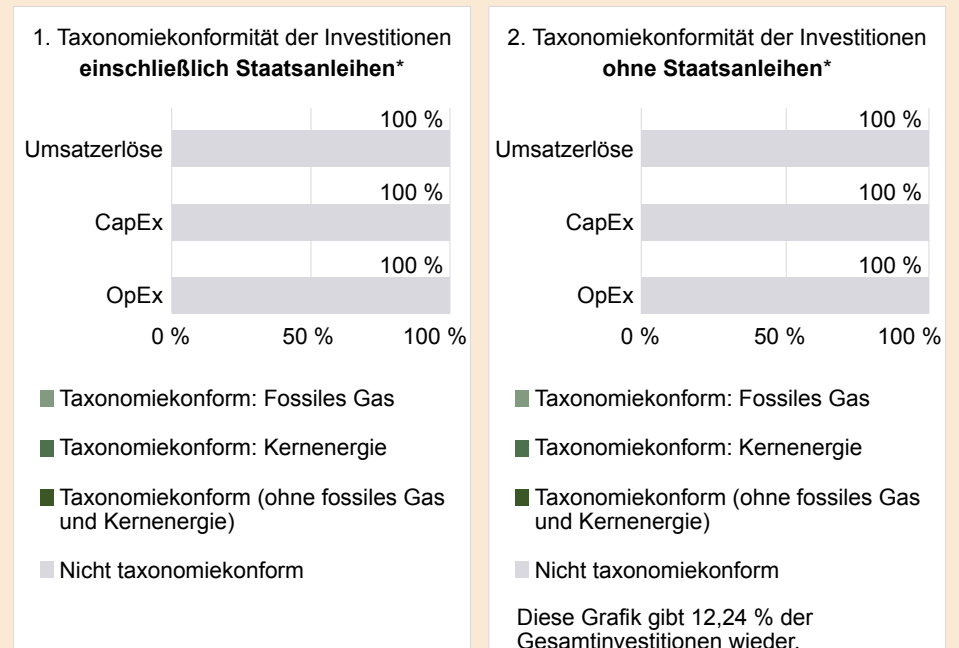 1. Taxonomiekonformität der Investitionen
einschließlich Staatsanleihen*
100 %
Umsatzerlöse
100 %
CapEx
100 %
OpEx
0 %
50 %
100 %
Taxonomiekonform: Fossiles Gas
Taxonomiekonform: Kernenergie
Taxonomiekonform (ohne fossiles Gas
und Kernenergie)
Nicht taxonomiekonform
2. Taxonomiekonformität der Investitionen
ohne Staatsanleihen*
100 %
Umsatzerlöse
100 %
CapEx
100 %
OpEx
0 %
50 %
100 %
Taxonomiekonform: Fossiles Gas
Taxonomiekonform: Kernenergie
Taxonomiekonform (ohne fossiles Gas
und Kernenergie)
Nicht taxonomiekonform
Diese Grafik gibt 12,24 % der
Gesamtinvestitionen wieder.